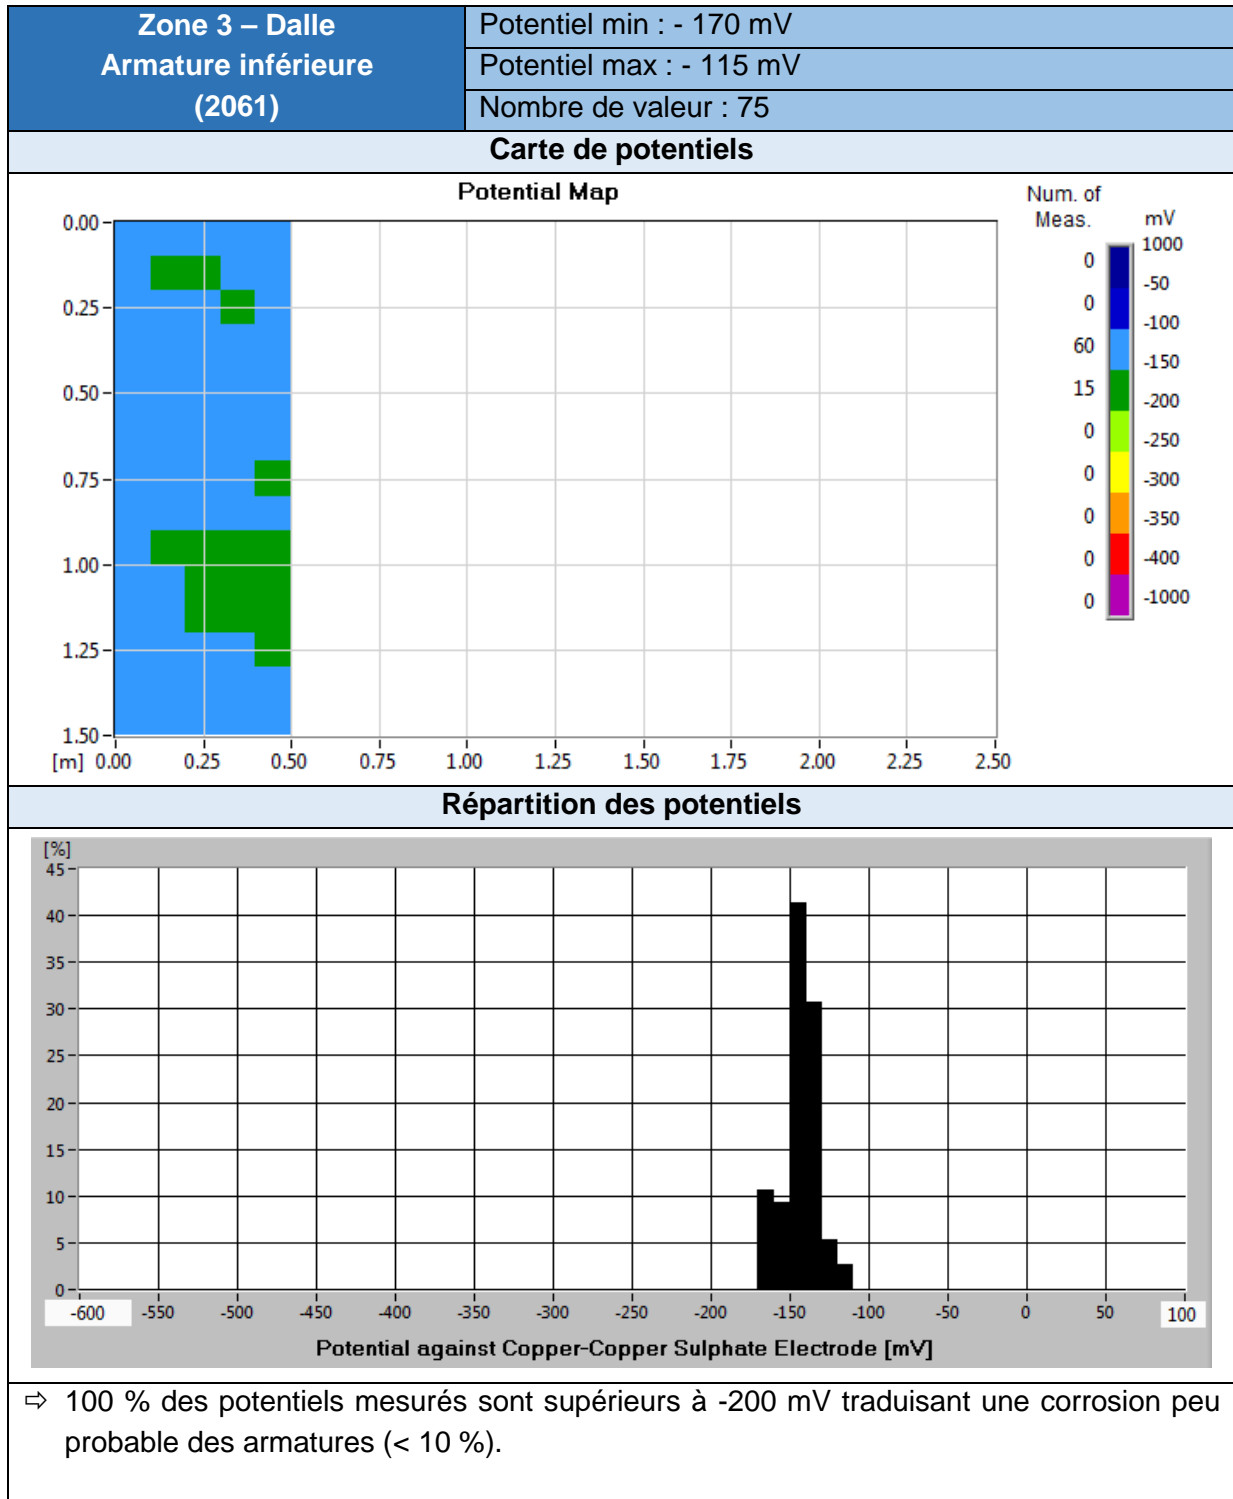 Zone 3 – Dalle
Armature inférieure
(2061)
Potentiel min : - 170 mV
Potentiel max : - 115 mV
Nombre de valeur : 75
Carte de potentiels
Potential Map
Num. of
Meas.
mV
0.00
0.25
0.50
0.75
1.00
1.25
1.50
[m] 0.00 0.25 0.50 0.75 1.00 1.25 1.50 1.75 2.00 2.25 2.50
0
0
60
15
0
0
0
0
0
1000
-50
-100
-150
-200
-250
-300
-350
-400
-1000
Répartition des potentiels
[%]
45
40
35
30
25
20
15
10
5
0
-600 -550 -500 -450 -400 -350 -300 -250 -200 -150 -100 -50 0 50 100
Potential against Copper-Copper Sulphate Electrode [mV]
⇨ 100 % des potentiels mesurés sont supérieurs à -200 mV traduisant une corrosion peu
probable des armatures (< 10 %).